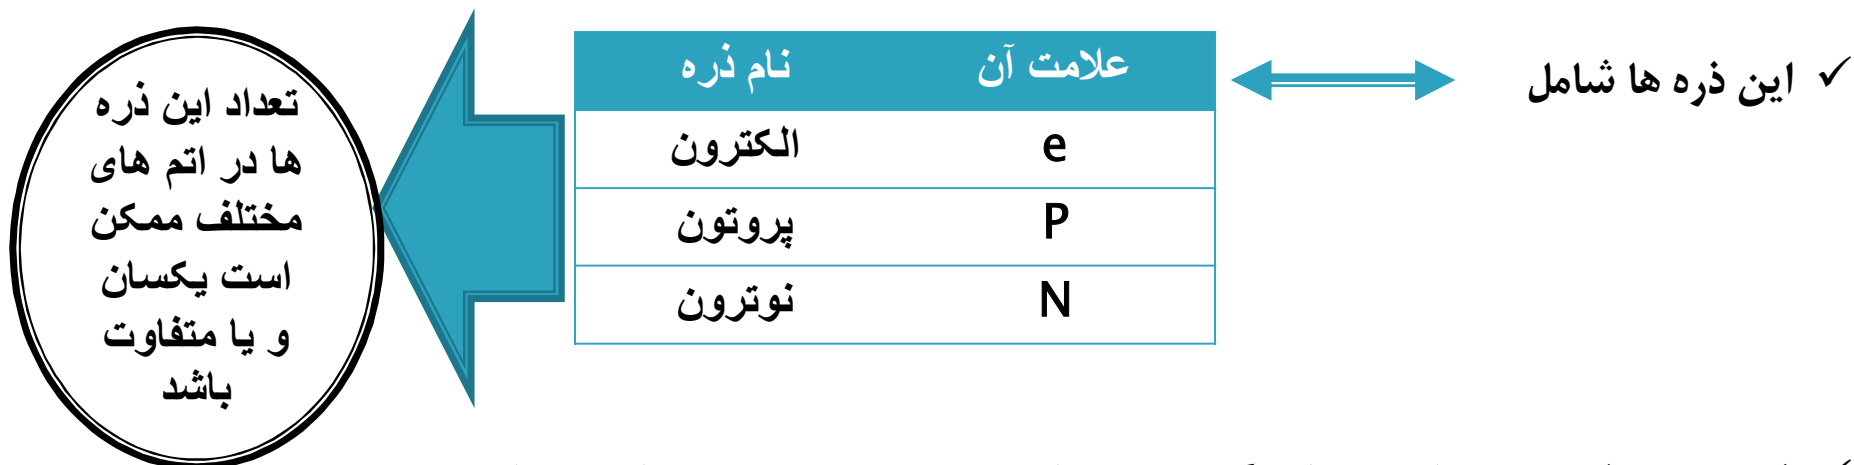 ✓ این ذره ها شامل
علامت آن نام ذره
e الکترون
P پروتون
N نوترون
تعداد این ذره
ها در اتم های
مختلف ممکن
است یکسان
و یا متفاوت
باشد